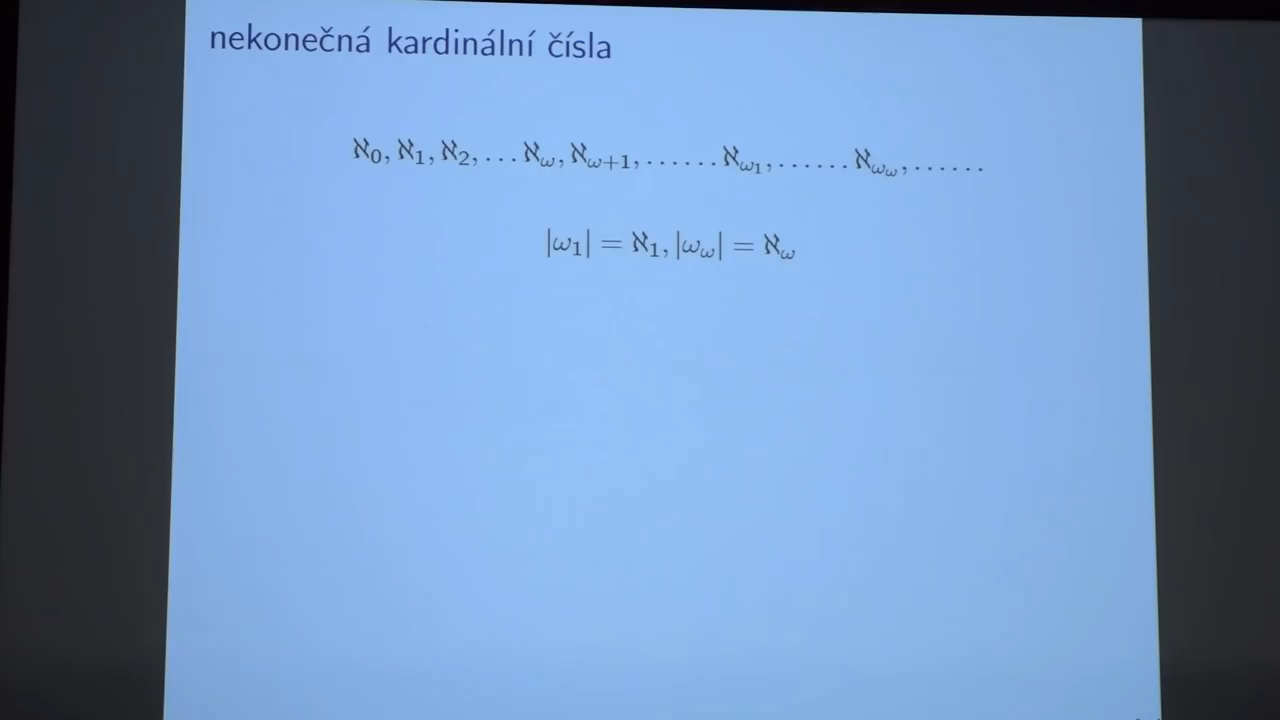 nekonečná kardinální čísla
ℵ₀, ℵ₁, ℵ₂, … ℵ_ω, ℵ_{ω+1}, …… ℵ_{ω₁}, …… ℵ_{ω_ω}, ……
|ω₁| = ℵ₁, |ω_ω| = ℵ_ω